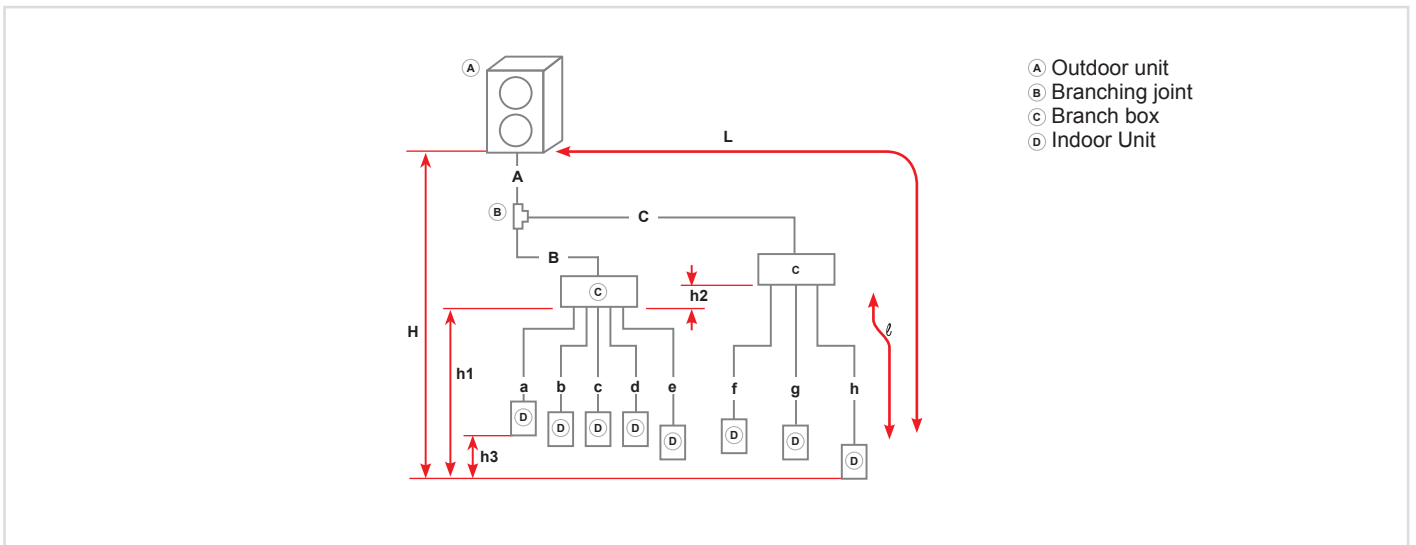 Ⓐ Outdoor unit
Ⓑ Branching joint
Ⓒ Branch box
Ⓓ Indoor Unit
Ⓐ
L
A
Ⓑ
C
B
C
Ⓒ
h2
H
ℓ
h1
a b c d e f g h
Ⓓ
Ⓓ Ⓓ Ⓓ Ⓓ Ⓓ Ⓓ
h3
Ⓓ